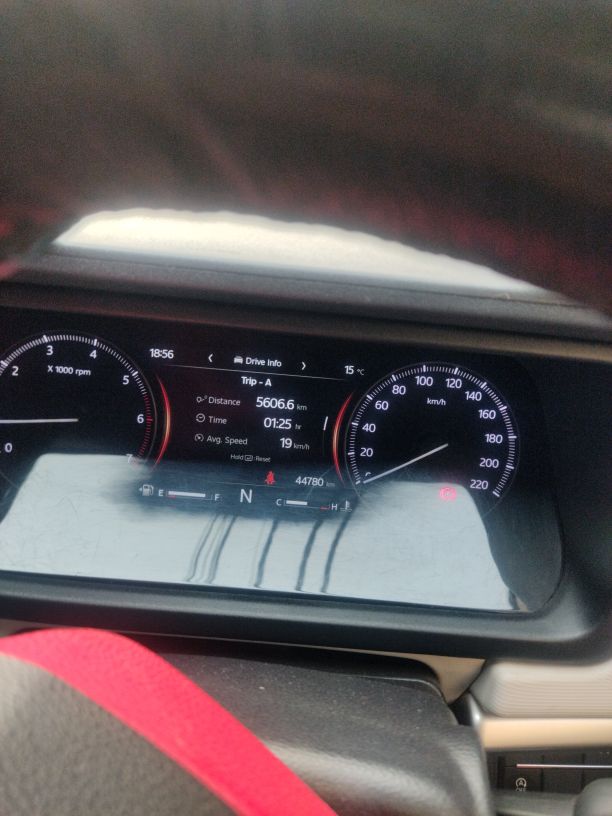 18:56 Drive Info 15 °C
Trip - A
Distance 5606.6 km
Time 01:25 hr
Avg. Speed 19 km/h
Hold : Reset
44780 km
E F N C H
0 2 3 4 5 6 7
X 1000 rpm
20 40 60 80 100 120 140 160 180 200 220
km/h